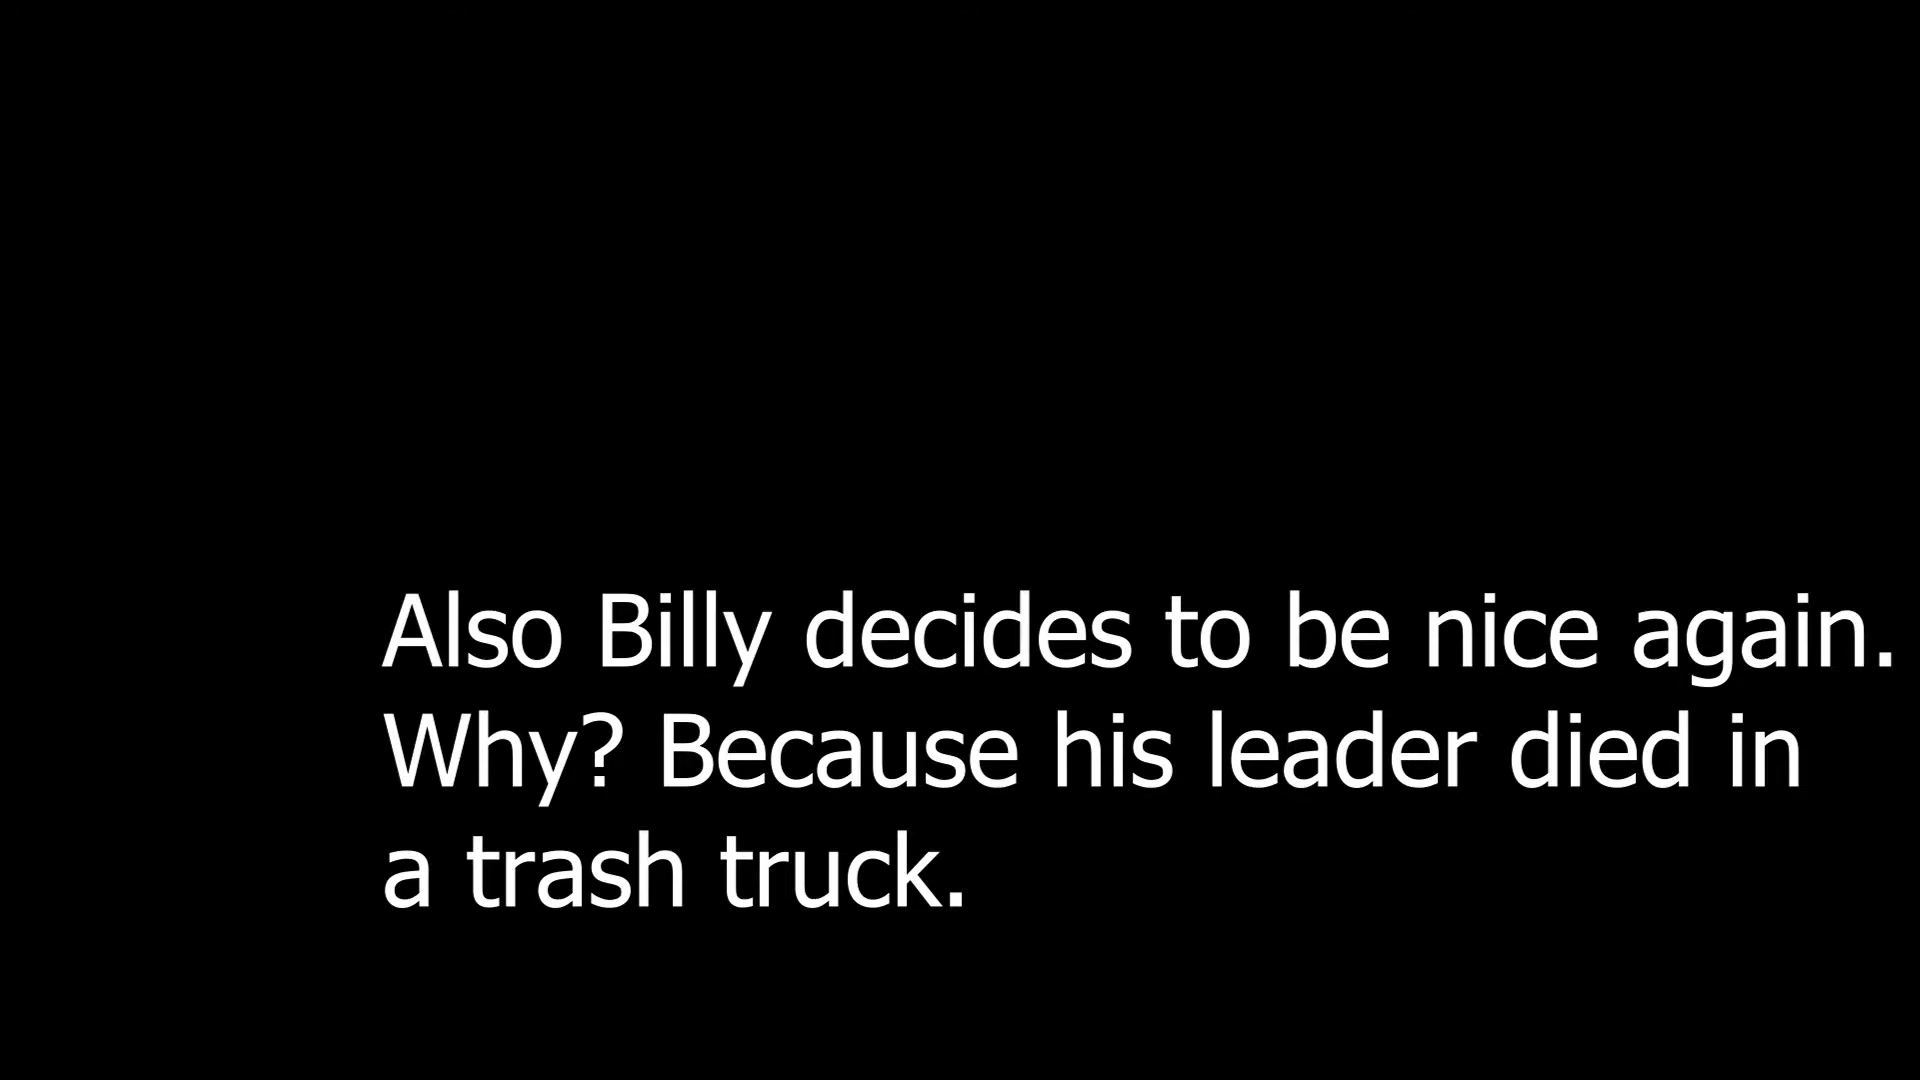 Also Billy decides to be nice again.
Why? Because his leader died in
a trash truck.